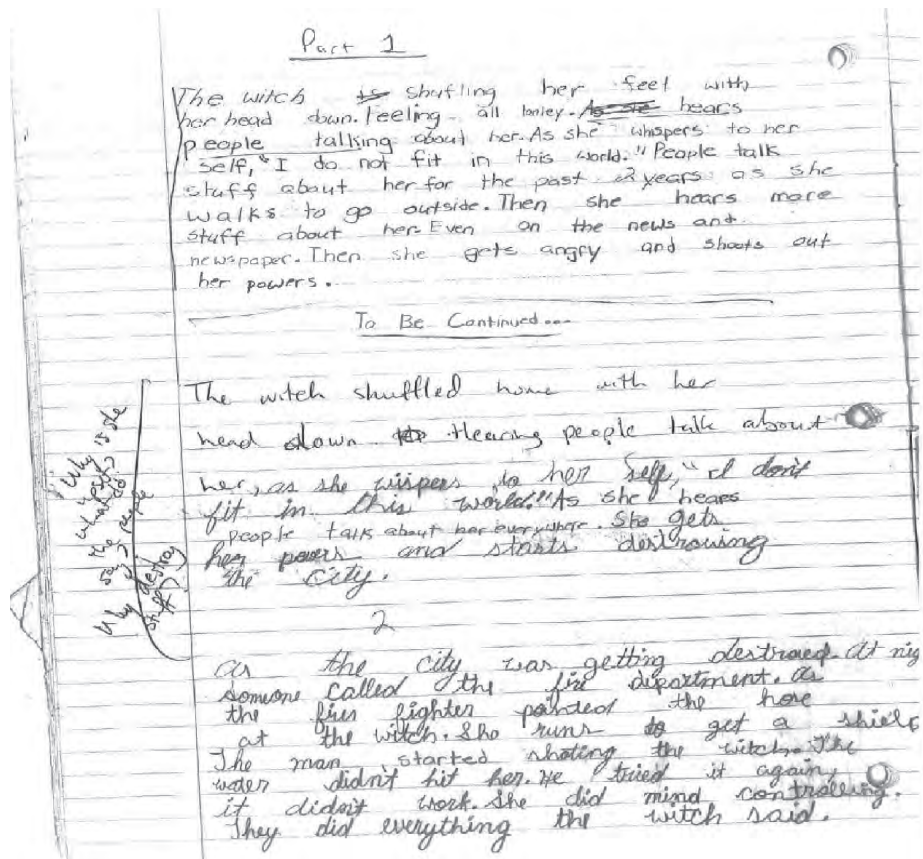 Part 1
The witch shufling her feel with
her head down. Feeling all lonley. As she hears
people talking about her. As she whispers to her
self, "I do not fit in this world." People talk
stuff about her for the past 2 years as she
walks to go outside. Then she hears more
stuff about her. Even on the news and
newspaper. Then she gets angry and shoots out
her powers.
To Be Continued...
The witch shuffled home with her
head down Hearing people talk about
her, as she wispers to her self, "I don't
fit in this world." As she hears
people talk about her everywhere. She gets
her powers and starts destrowing
the city.
Why is she
say the people
Why destroy
stuff?
2
as the city was getting destroyed at nig
someone called the fire department. as
the fires fighter pointed the hose
at the witch. She runs to get a shield
The man started shoting the witch. The
water didn't hit her. He tried it again,
it didn't work. She did mind controlling.
They did everything the witch said.